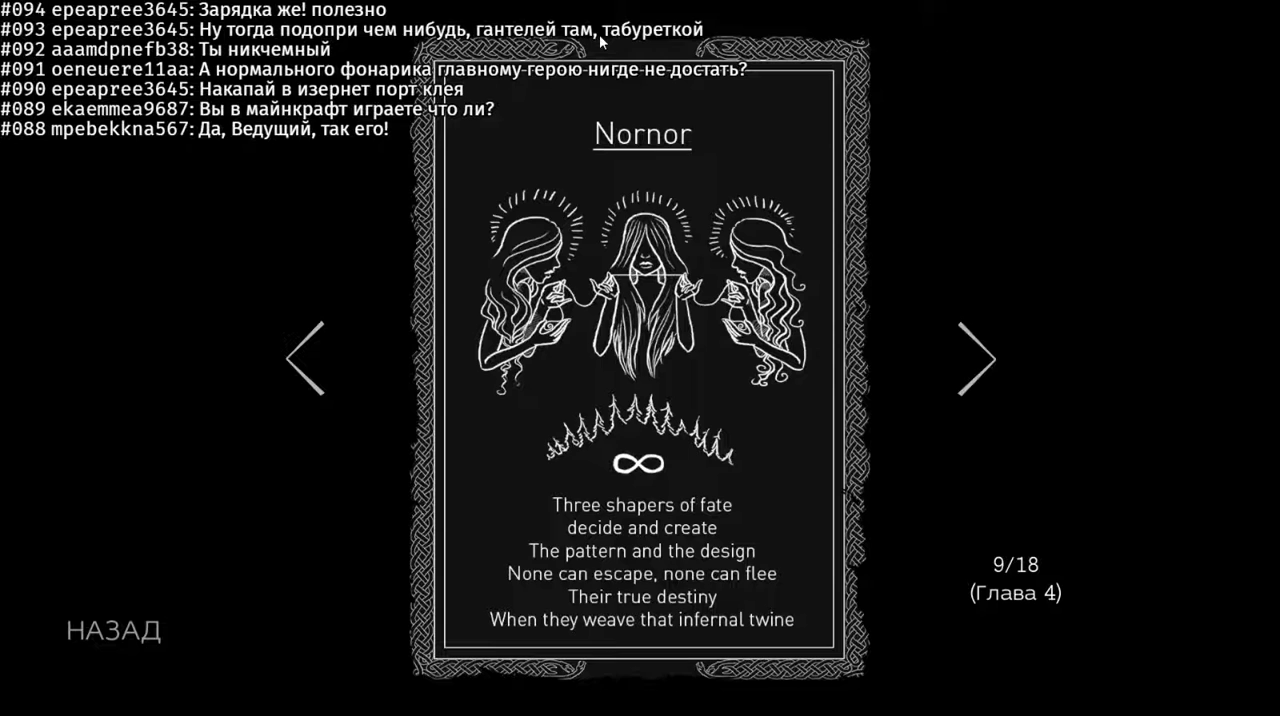 #094 epeapree3645: Зарядка же! полезно
#093 epeapree3645: Ну тогда подопри чем нибудь, гантелей там, табуреткой
#092 aaamdpnefb38: Ты никчемный
#091 oeneuere11aa: А нормального фонарика главному герою нигде не достать?
#090 epeapree3645: Накапай в изернет порт клея
#089 ekaemmea9687: Вы в майнкрафт играете что ли?
#088 mpebekkna567: Да, Ведущий, так его!
Nornor
Three shapers of fate
decide and create
The pattern and the design
None can escape, none can flee
Their true destiny
When they weave that infernal twine
9/18
(Глава 4)
НАЗАД